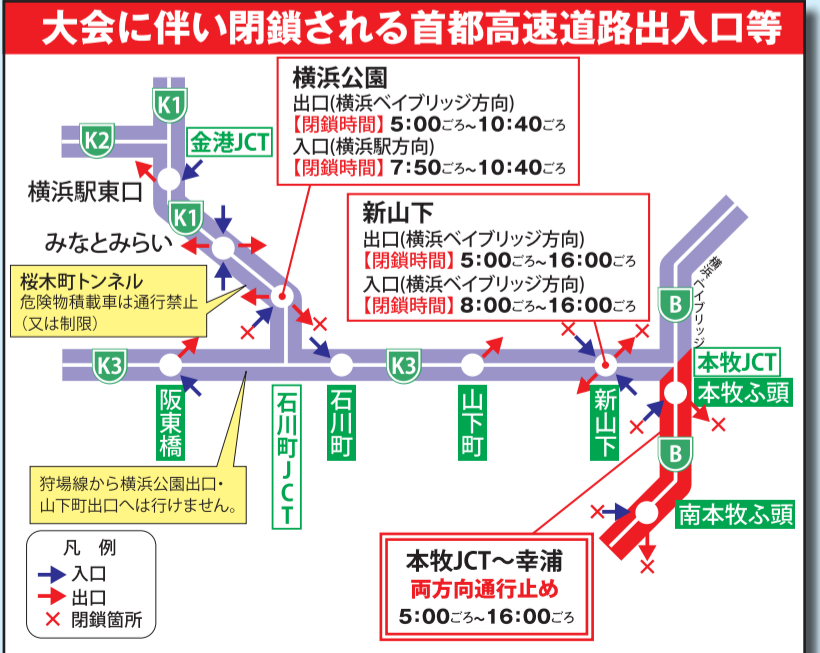 大会に伴い閉鎖される首都高速道路出入口等
横浜公園
出口(横浜ベイブリッジ方向)
【閉鎖時間】5:00ごろ~10:40ごろ
入口(横浜駅方向)
【閉鎖時間】7:50ごろ~10:40ごろ
K1
K2
金港JCT
横浜駅東口
K1
みなとみらい
新山下
出口(横浜ベイブリッジ方向)
【閉鎖時間】5:00ごろ~16:00ごろ
入口(横浜ベイブリッジ方向)
【閉鎖時間】8:00ごろ~16:00ごろ
桜木町トンネル
危険物積載車は通行禁止
(又は制限)
横浜ベイブリッジ
B
K3
K3
本牧JCT
本牧ふ頭
阪東橋
石川町JCT
石川町
山下町
新山下
B
狩場線から横浜公園出口・
山下町出口へは行けません。
南本牧ふ頭
凡 例
入口
出口
閉鎖箇所
本牧JCT~幸浦
両方向通行止め
5:00ごろ~16:00ごろ